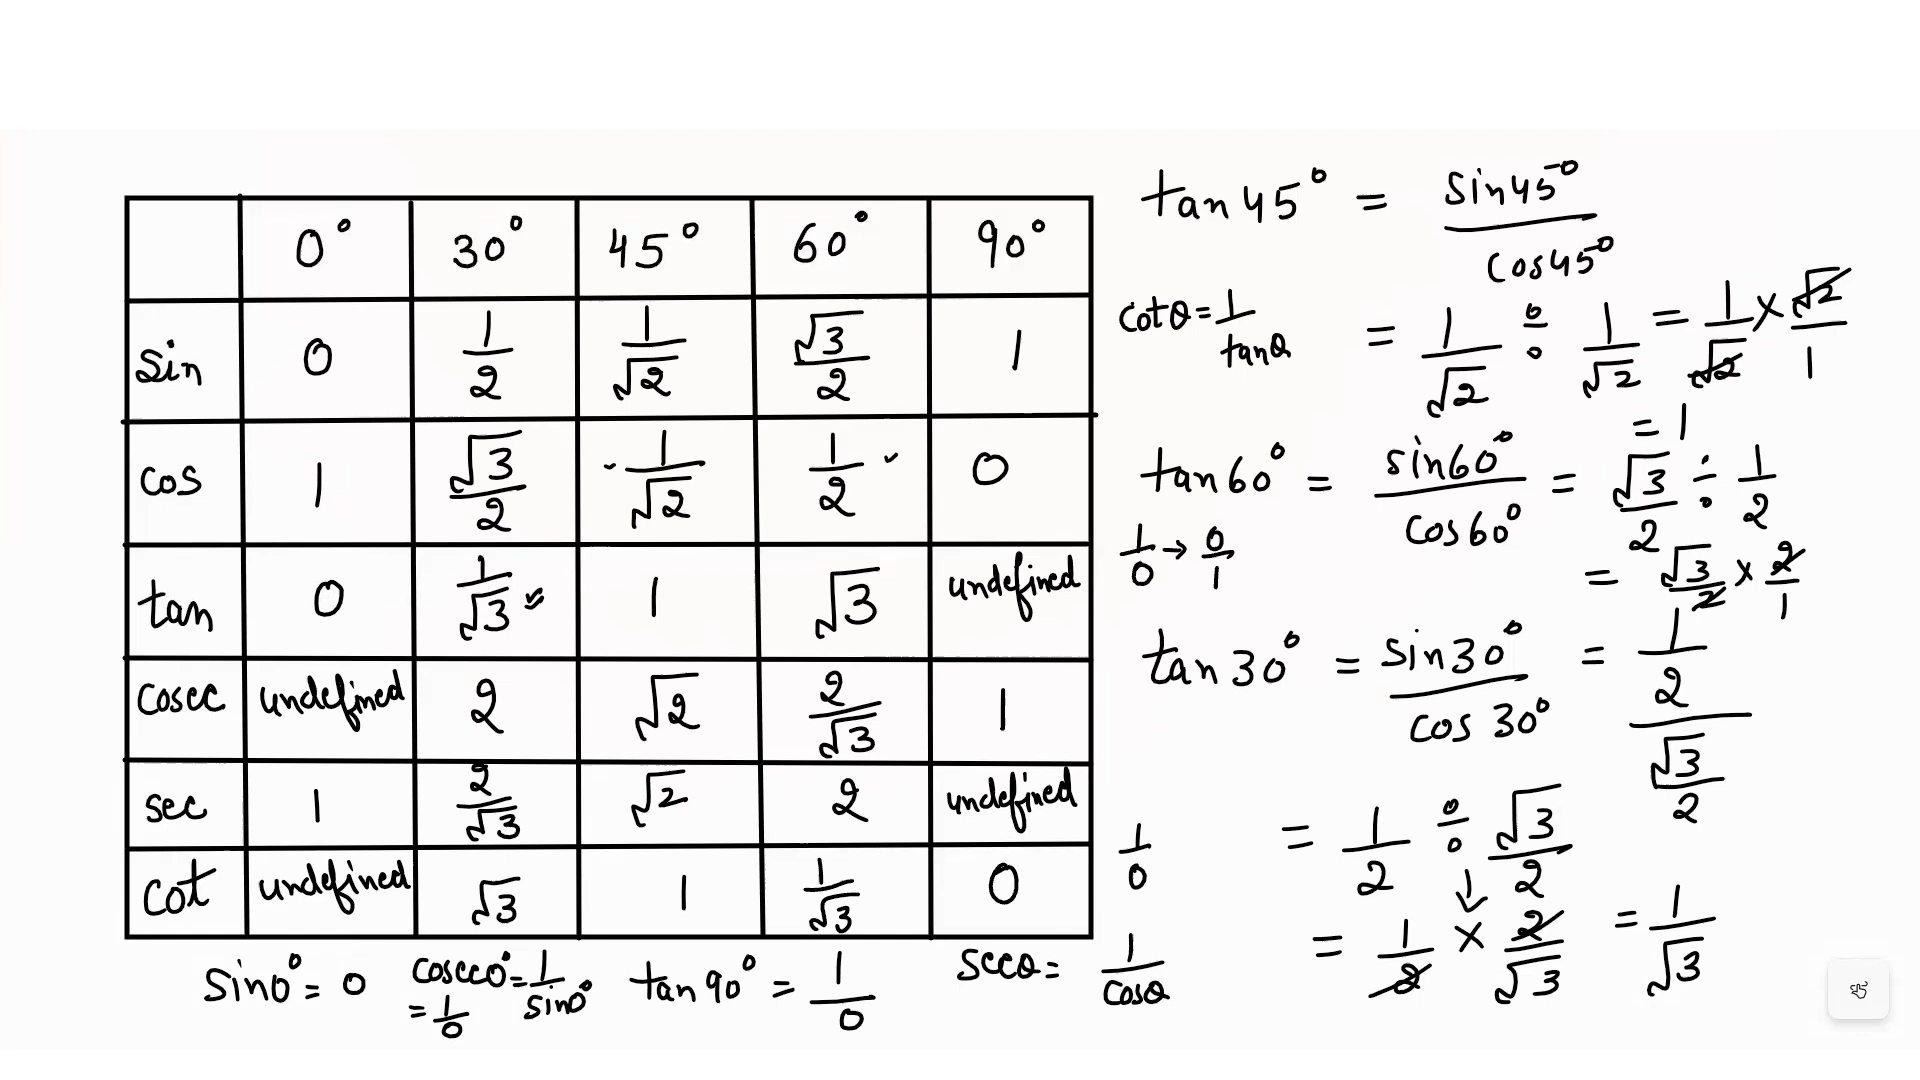 0° 30° 45° 60° 90°
sin 0 1/2 1/√2 √3/2 1
cos 1 √3/2 1/√2 1/2 0
tan 0 1/√3 1 √3 undefined
cosec undefined 2 √2 2/√3 1
sec 1 2/√3 √2 2 undefined
cot undefined √3 1 1/√3 0
sin0° = 0
cosec0° = 1/sin0°
= 1/0
tan90° = 1/0
secθ = 1/cosθ
tan45° = sin45°/cos45°
cotθ = 1/tanθ
= 1/√2 ÷ 1/√2 = 1/√2 × √2/1
= 1
tan60° = sin60°/cos60° = √3/2 ÷ 1/2
1/0 → 0/1
= √3/2 × 2/1
tan30° = sin30°/cos30° = 1/2/√3/2
1/0
= 1/2 ÷ √3/2
= 1/2 × 2/√3 = 1/√3